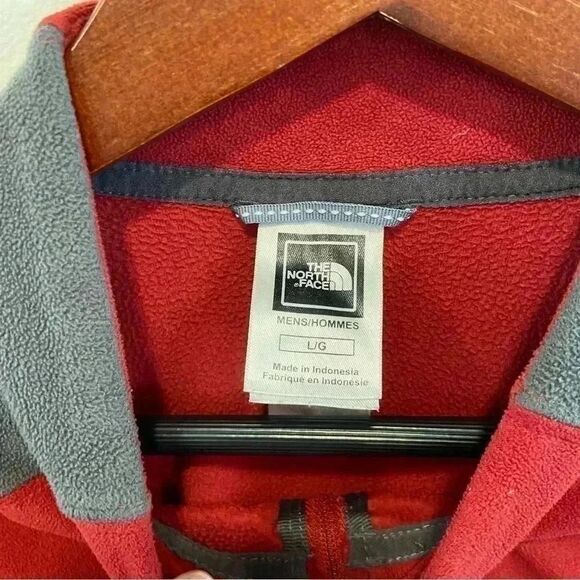 THE
NORTH
FACE
MENS/HOMMES
L/G
Made in Indonesia
Fabriqué en Indonésie